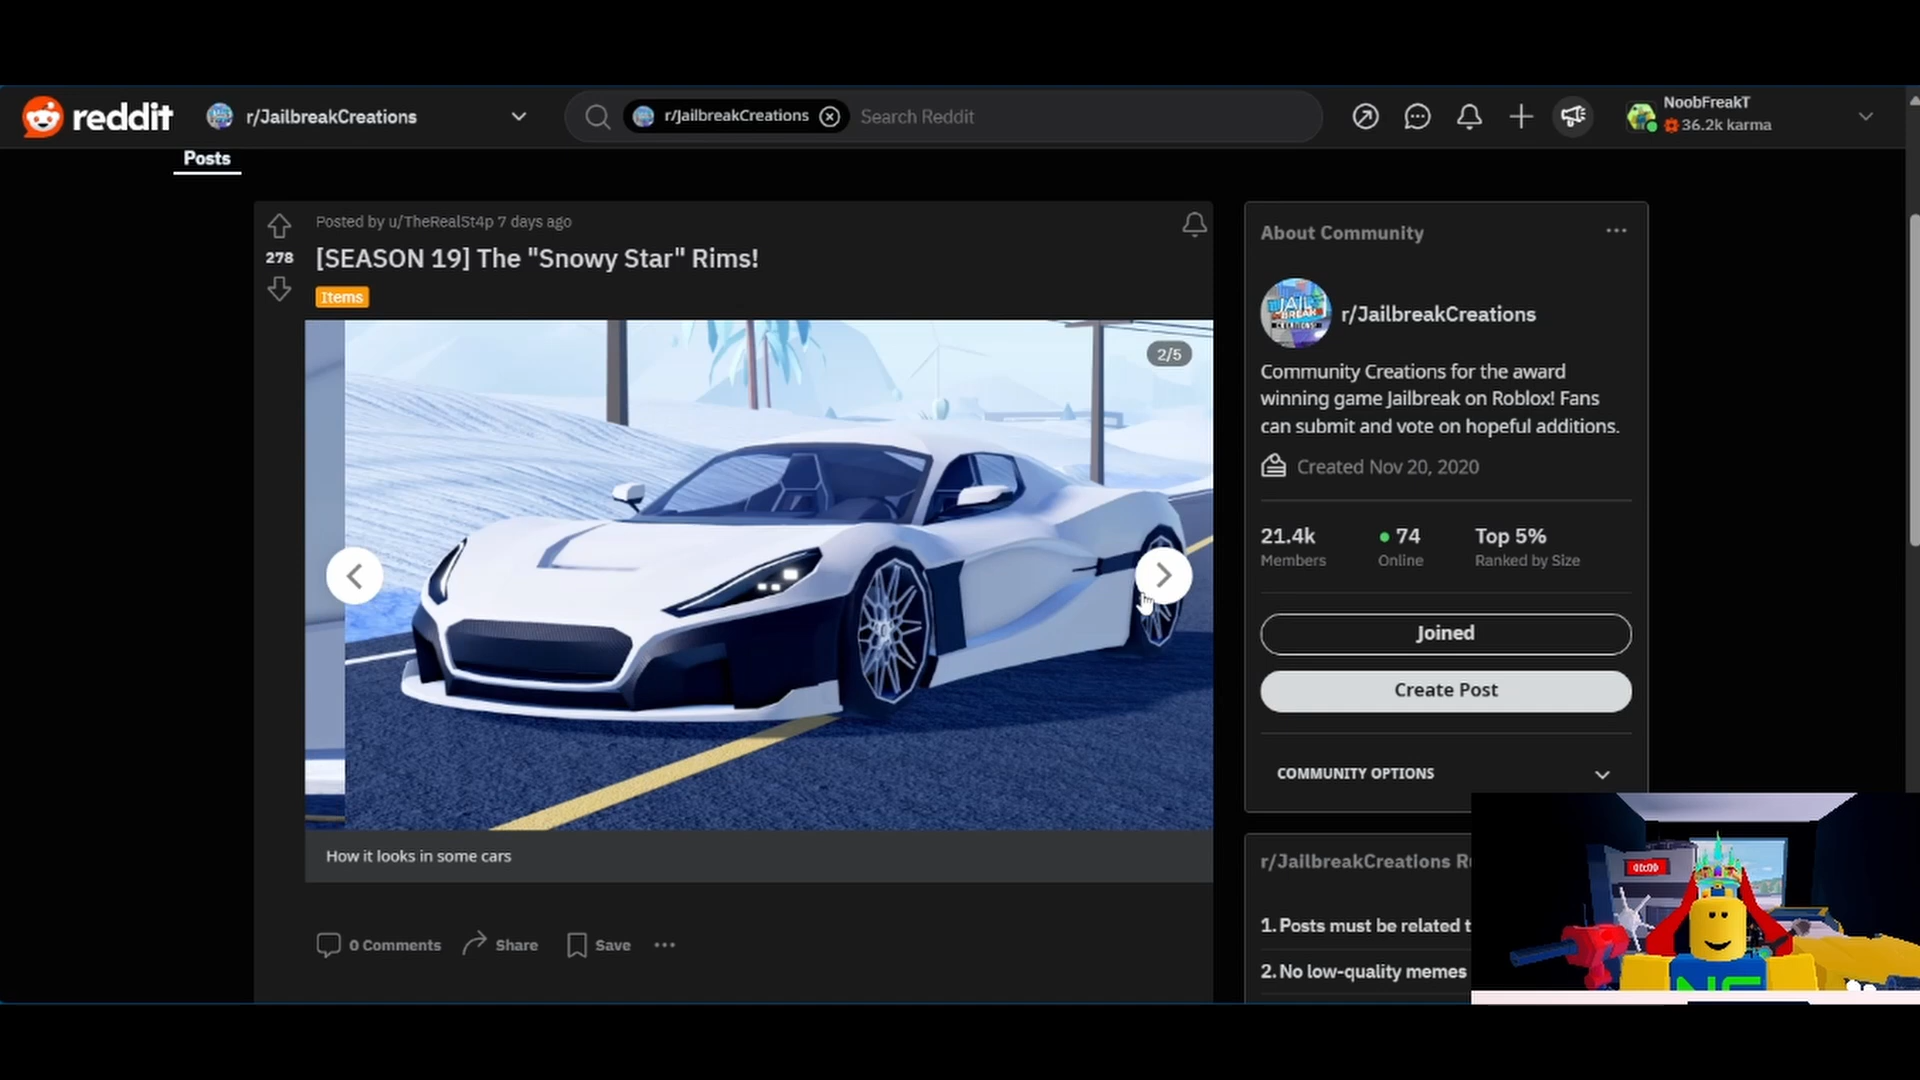 reddit
r/JailbreakCreations
r/JailbreakCreations
Search Reddit
NoobFreakT
36.2k karma
Posts
Posted by u/TheRealSt4p 7 days ago
278
[SEASON 19] The "Snowy Star" Rims!
Items
2/5
How it looks in some cars
0 Comments
Share
Save
About Community
r/JailbreakCreations
Community Creations for the award
winning game Jailbreak on Roblox! Fans
can submit and vote on hopeful additions.
Created Nov 20, 2020
21.4k
Members
74
Online
Top 5%
Ranked by Size
Joined
Create Post
COMMUNITY OPTIONS
r/JailbreakCreations
1. Posts must be related
2. No low-quality memes
00:00